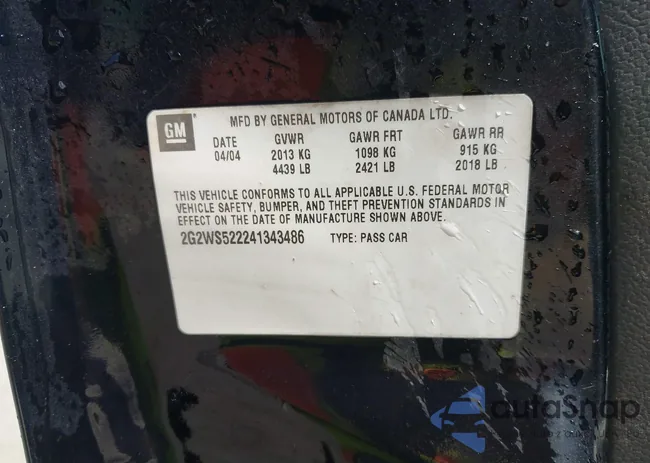 GM
MFD BY GENERAL MOTORS OF CANADA LTD.
DATE GVWR GAWR FRT GAWR RR
04/04 2013 KG 1098 KG 915 KG
4439 LB 2421 LB 2018 LB
THIS VEHICLE CONFORMS TO ALL APPLICABLE U.S. FEDERAL MOTOR
VEHICLE SAFETY, BUMPER, AND THEFT PREVENTION STANDARDS IN
EFFECT ON THE DATE OF MANUFACTURE SHOWN ABOVE.
2G2WS522241343486 TYPE: PASS CAR
autoSnap